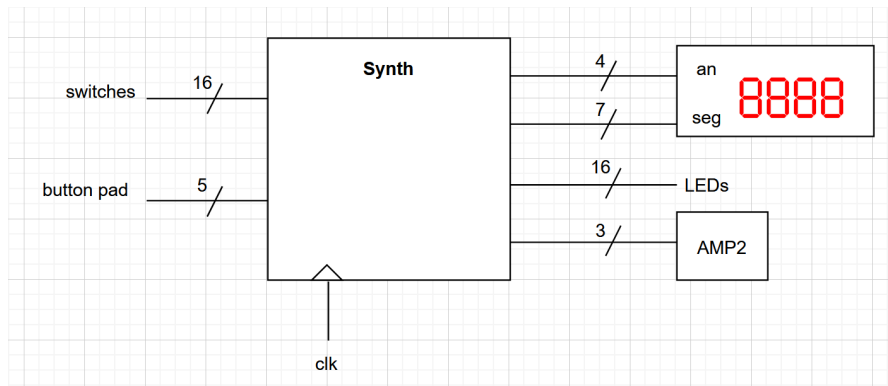 Synth
switches
16
button pad
5
clk
4
an
7
seg
8888
16
LEDs
3
AMP2